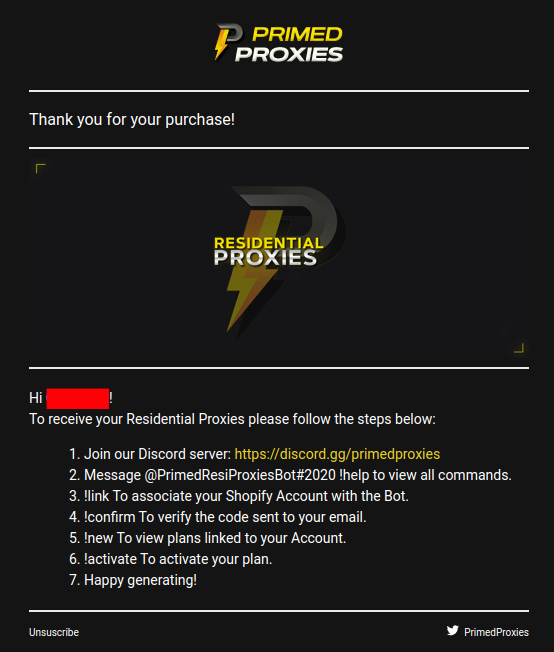 PRIMED
PROXIES
Thank you for your purchase!
RESIDENTIAL
PROXIES
Hi !
To receive your Residential Proxies please follow the steps below:
1. Join our Discord server: https://discord.gg/primedproxies
2. Message @PrimedResiProxiesBot#2020 !help to view all commands.
3. !link To associate your Shopify Account with the Bot.
4. !confirm To verify the code sent to your email.
5. !new To view plans linked to your Account.
6. !activate To activate your plan.
7. Happy generating!
Unsuscribe
PrimedProxies